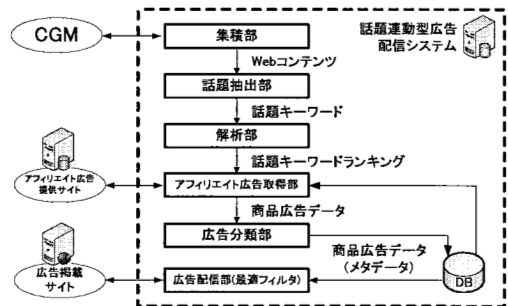 CGM
集積部
話題連動型広告
配信システム
Webコンテンツ
話題抽出部
話題キーワード
解析部
話題キーワードランキング
アフィリエイト広告
提供サイト
アフィリエイト広告取得部
商品広告データ
広告分類部
商品広告データ
(メタデータ)
広告掲載
サイト
広告配信部(最適フィルタ)
DB